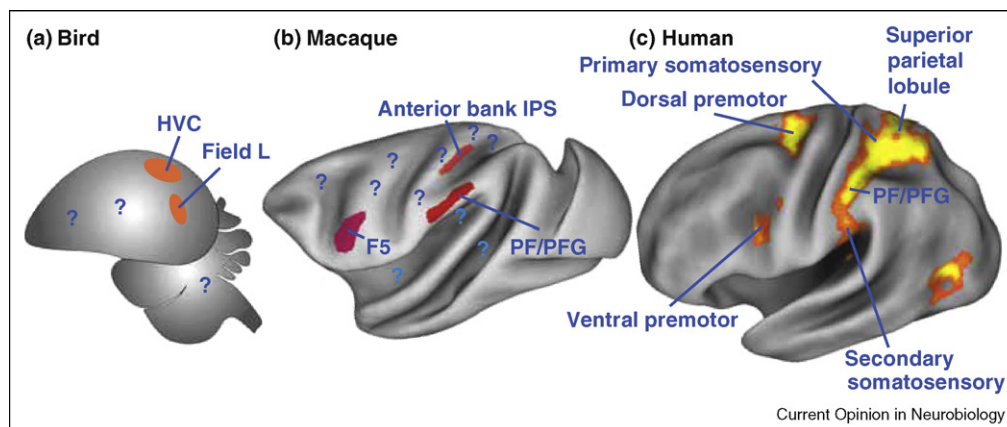 (a) Bird
HVC
Field L
?
?
?
(b) Macaque
Anterior bank IPS
?
?
?
?
?
?
?
?
?
F5
PF/PFG
(c) Human
Superior
parietal
lobule
Primary somatosensory
Dorsal premotor
PF/PFG
Ventral premotor
Secondary
somatosensory
Current Opinion in Neurobiology